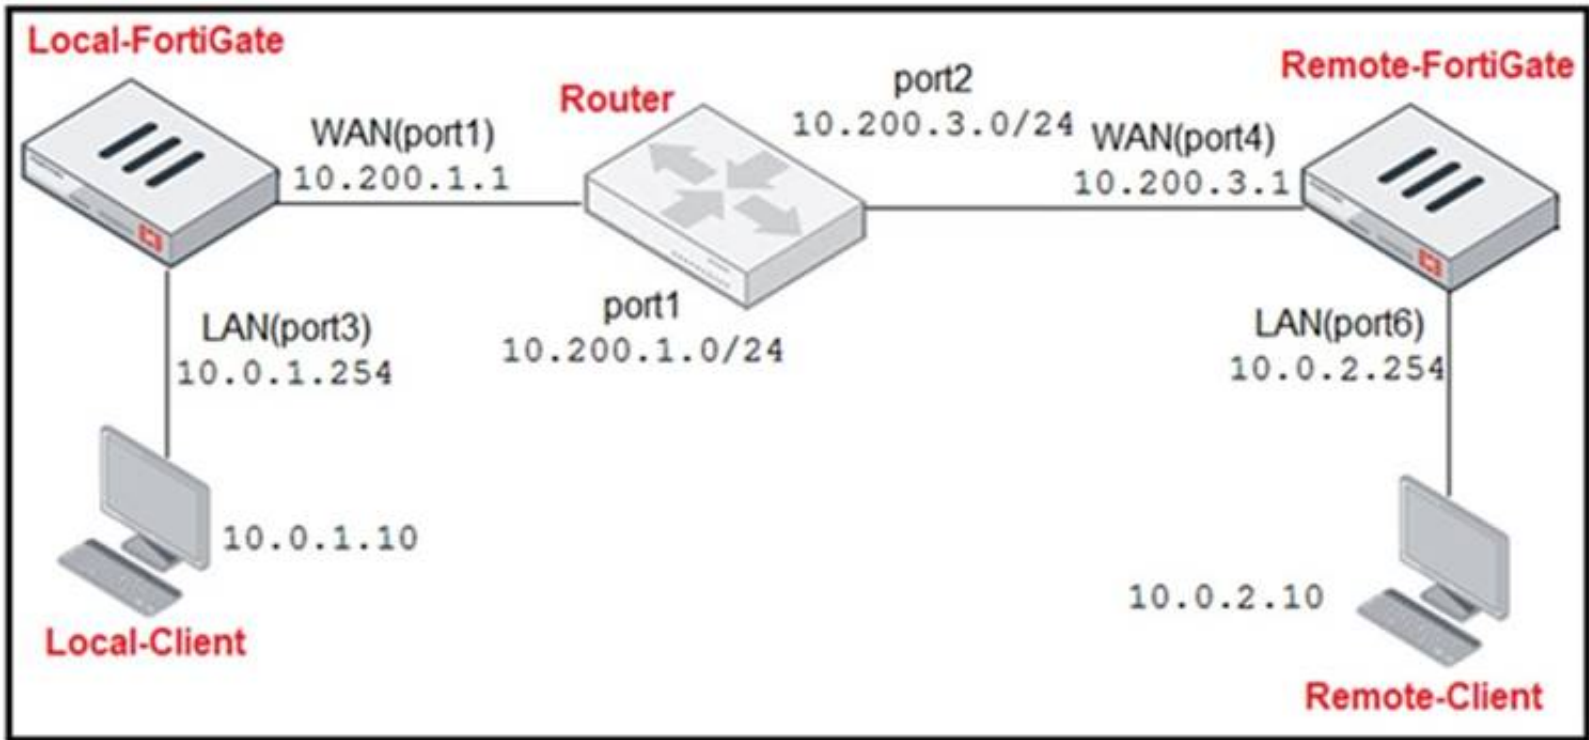 Local-FortiGate
WAN(port1)
10.200.1.1
Router
port2
10.200.3.0/24
Remote-FortiGate
WAN(port4)
10.200.3.1
LAN(port3)
10.0.1.254
port1
10.200.1.0/24
LAN(port6)
10.0.2.254
10.0.1.10
Local-Client
10.0.2.10
Remote-Client